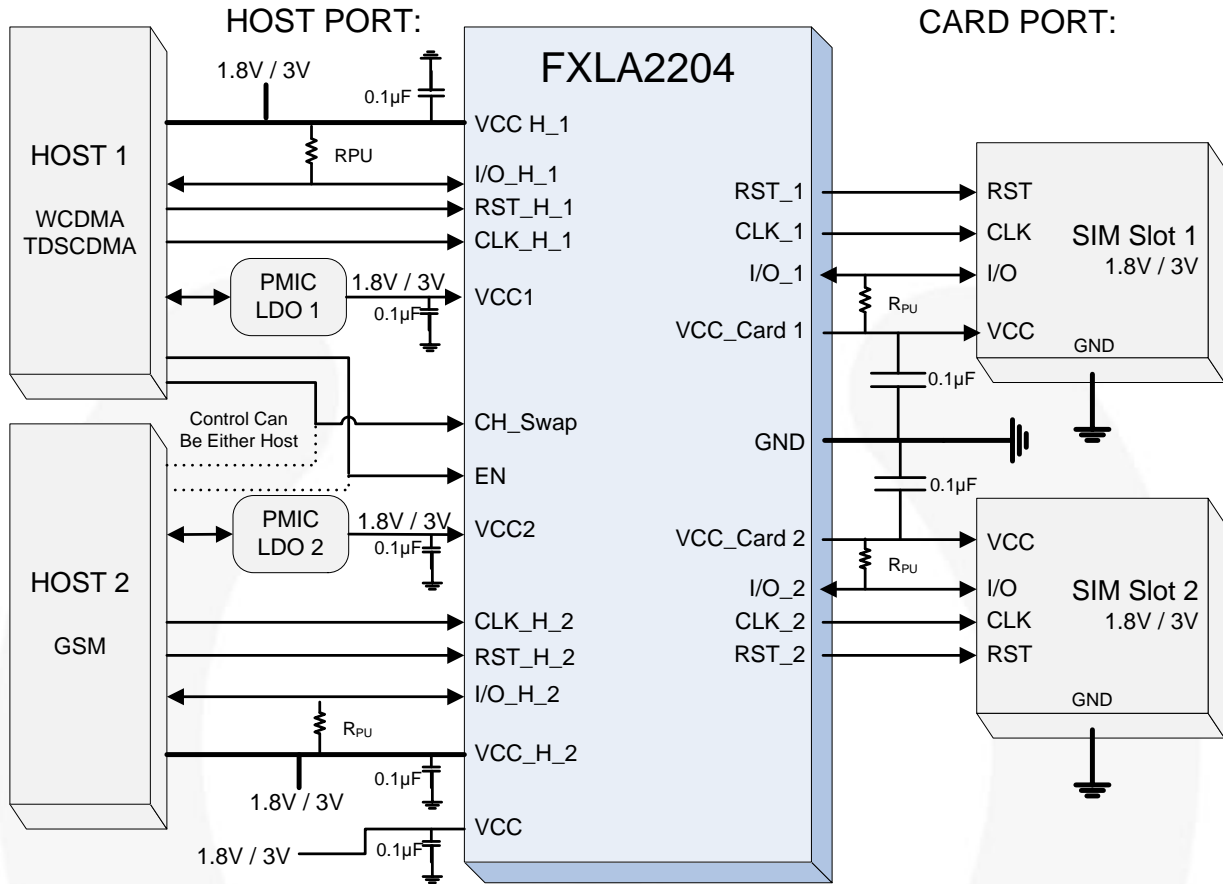 HOST PORT:
CARD PORT:
FXLA2204
HOST 1
WCDMA
TDSCDMA
1.8V / 3V
0.1µF
RPU
VCC H_1
I/O_H_1
RST_H_1
CLK_H_1
PMIC
LDO 1
1.8V / 3V
0.1µF
VCC1
Control Can
Be Either Host
CH_Swap
EN
HOST 2
GSM
PMIC
LDO 2
1.8V / 3V
0.1µF
VCC2
CLK_H_2
RST_H_2
I/O_H_2
RPU
VCC_H_2
0.1µF
1.8V / 3V
VCC
1.8V / 3V
0.1µF
RST_1
CLK_1
I/O_1
RPU
VCC_Card 1
0.1µF
GND
0.1µF
VCC_Card 2
RPU
I/O_2
CLK_2
RST_2
RST
CLK
I/O
VCC
SIM Slot 1
1.8V / 3V
GND
VCC
I/O
CLK
RST
SIM Slot 2
1.8V / 3V
GND